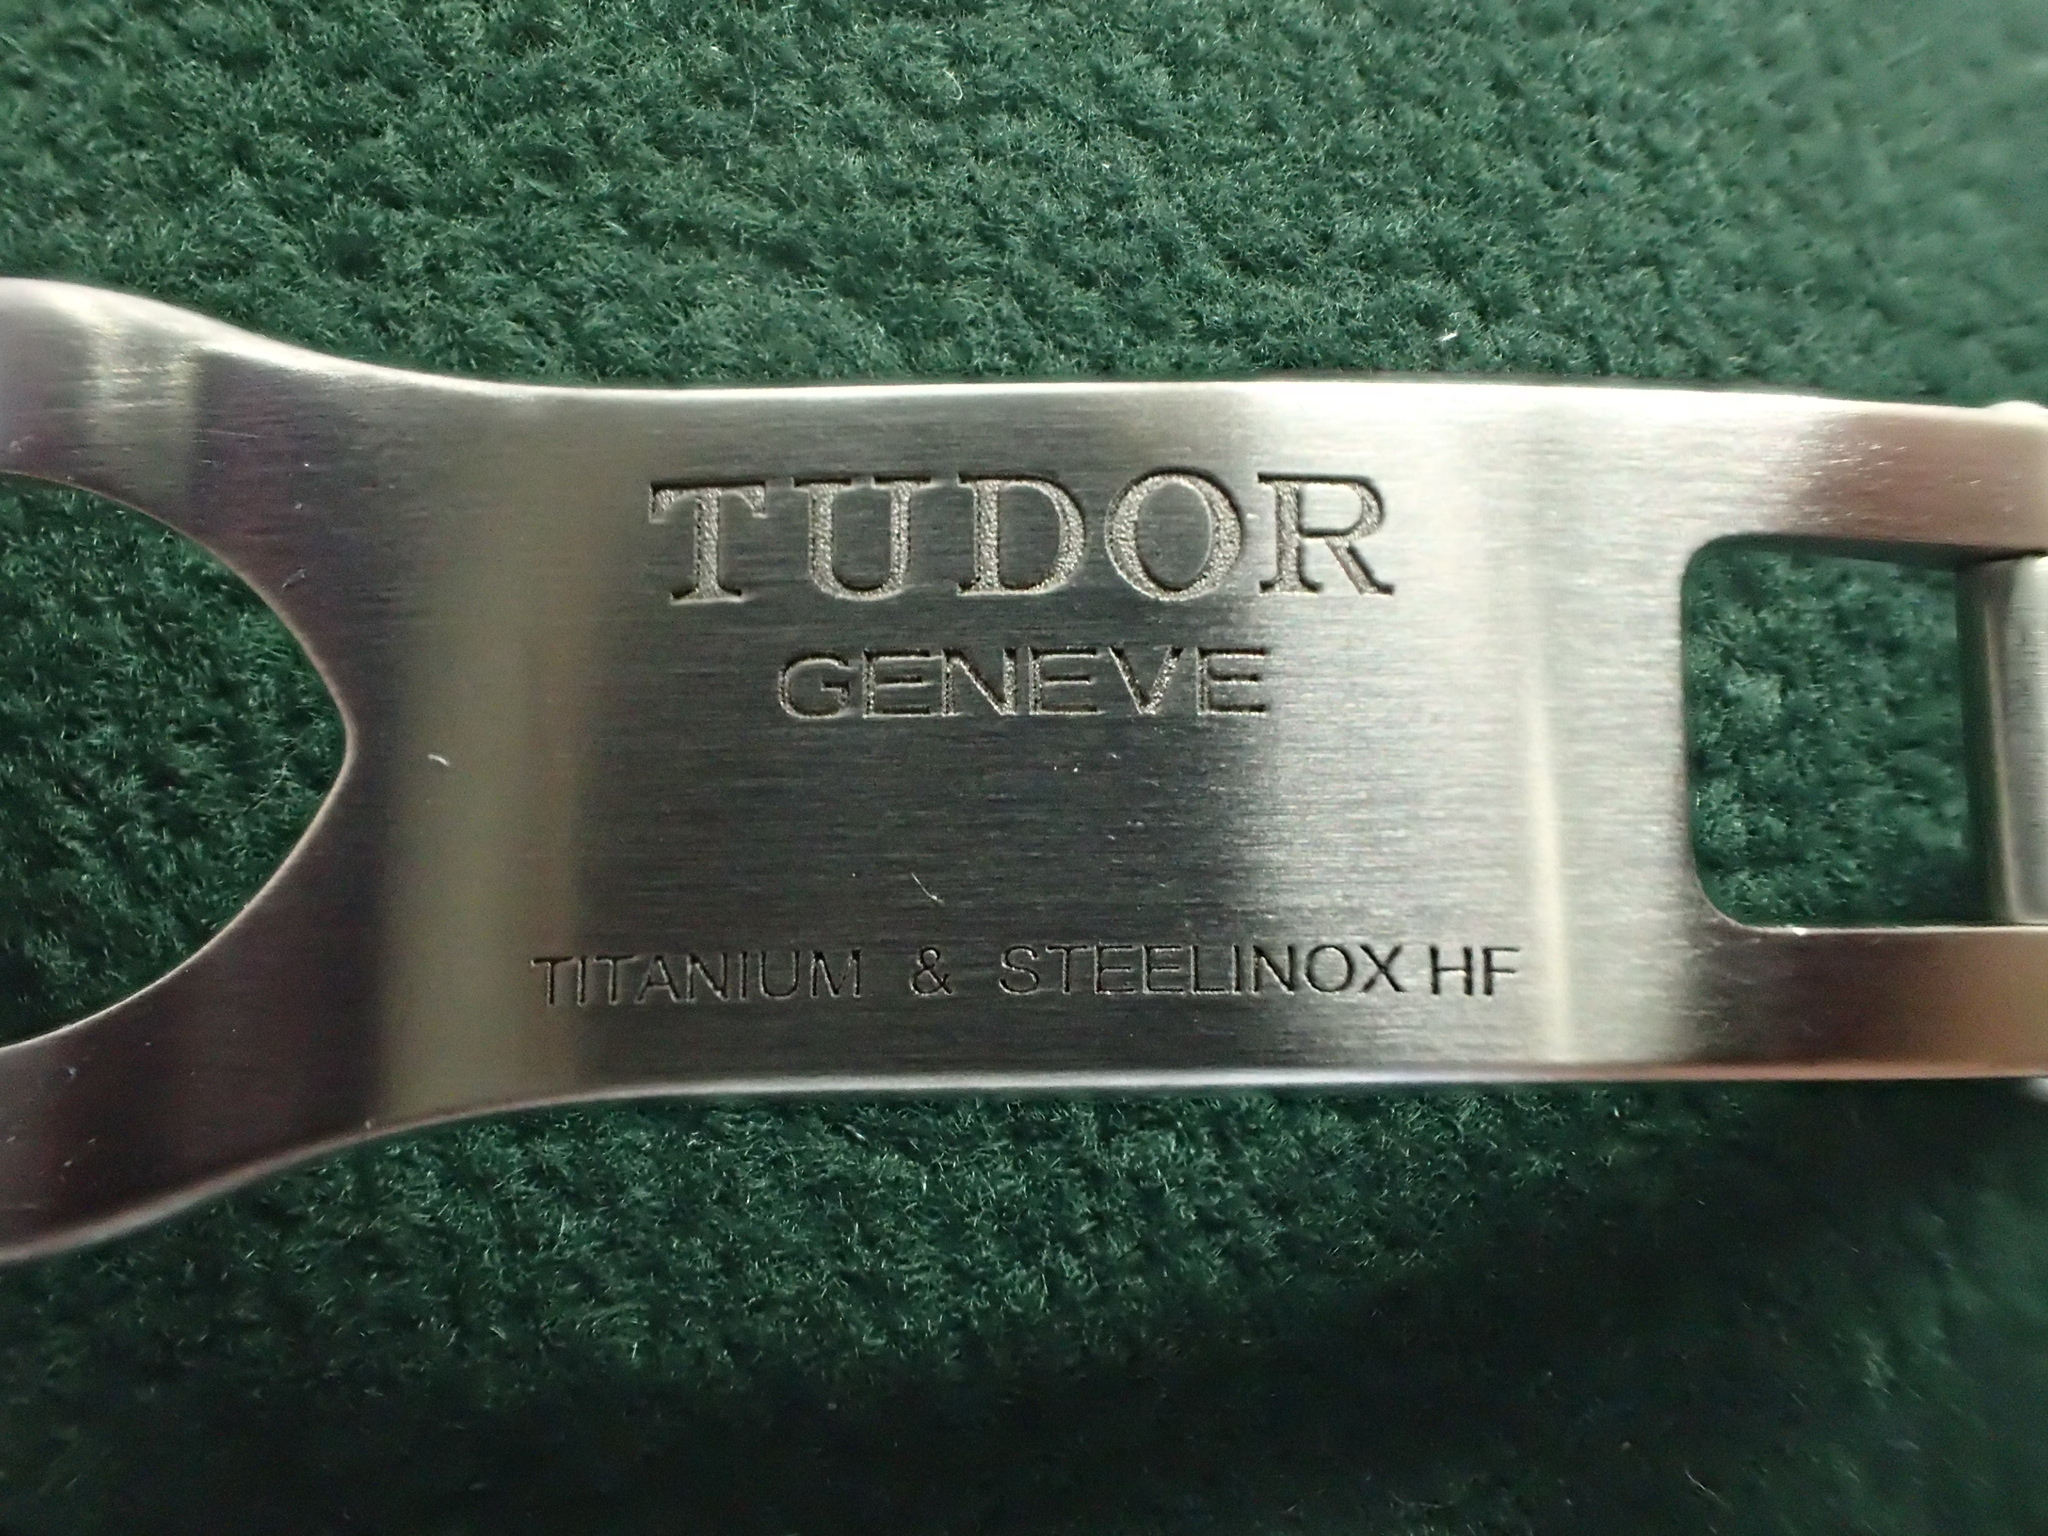 TUDOR
GENEVE
TITANIUM & STEELINOX HF